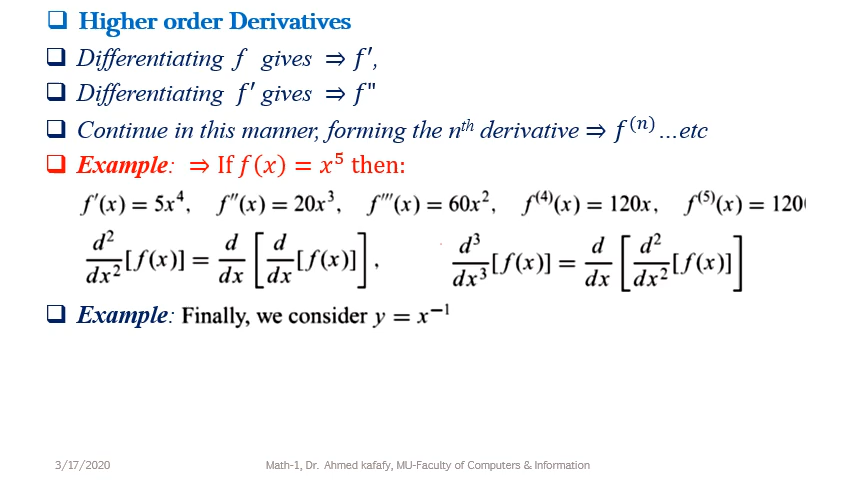 ❑ Higher order Derivatives
❑ Differentiating f gives ⇒ f′,
❑ Differentiating f′ gives ⇒ f"
❑ Continue in this manner, forming the nth derivative ⇒ f⁽ⁿ⁾ …etc
❑ Example: ⇒ If f(x) = x⁵ then:
f′(x) = 5x⁴, f″(x) = 20x³, f‴(x) = 60x², f⁽⁴⁾(x) = 120x, f⁽⁵⁾(x) = 120
d²/dx² [f(x)] = d/dx [d/dx [f(x)]], d³/dx³ [f(x)] = d/dx [d²/dx² [f(x)]]
❑ Example: Finally, we consider y = x⁻¹
3/17/2020 Math-1, Dr. Ahmed kafafy, MU-Faculty of Computers & Information